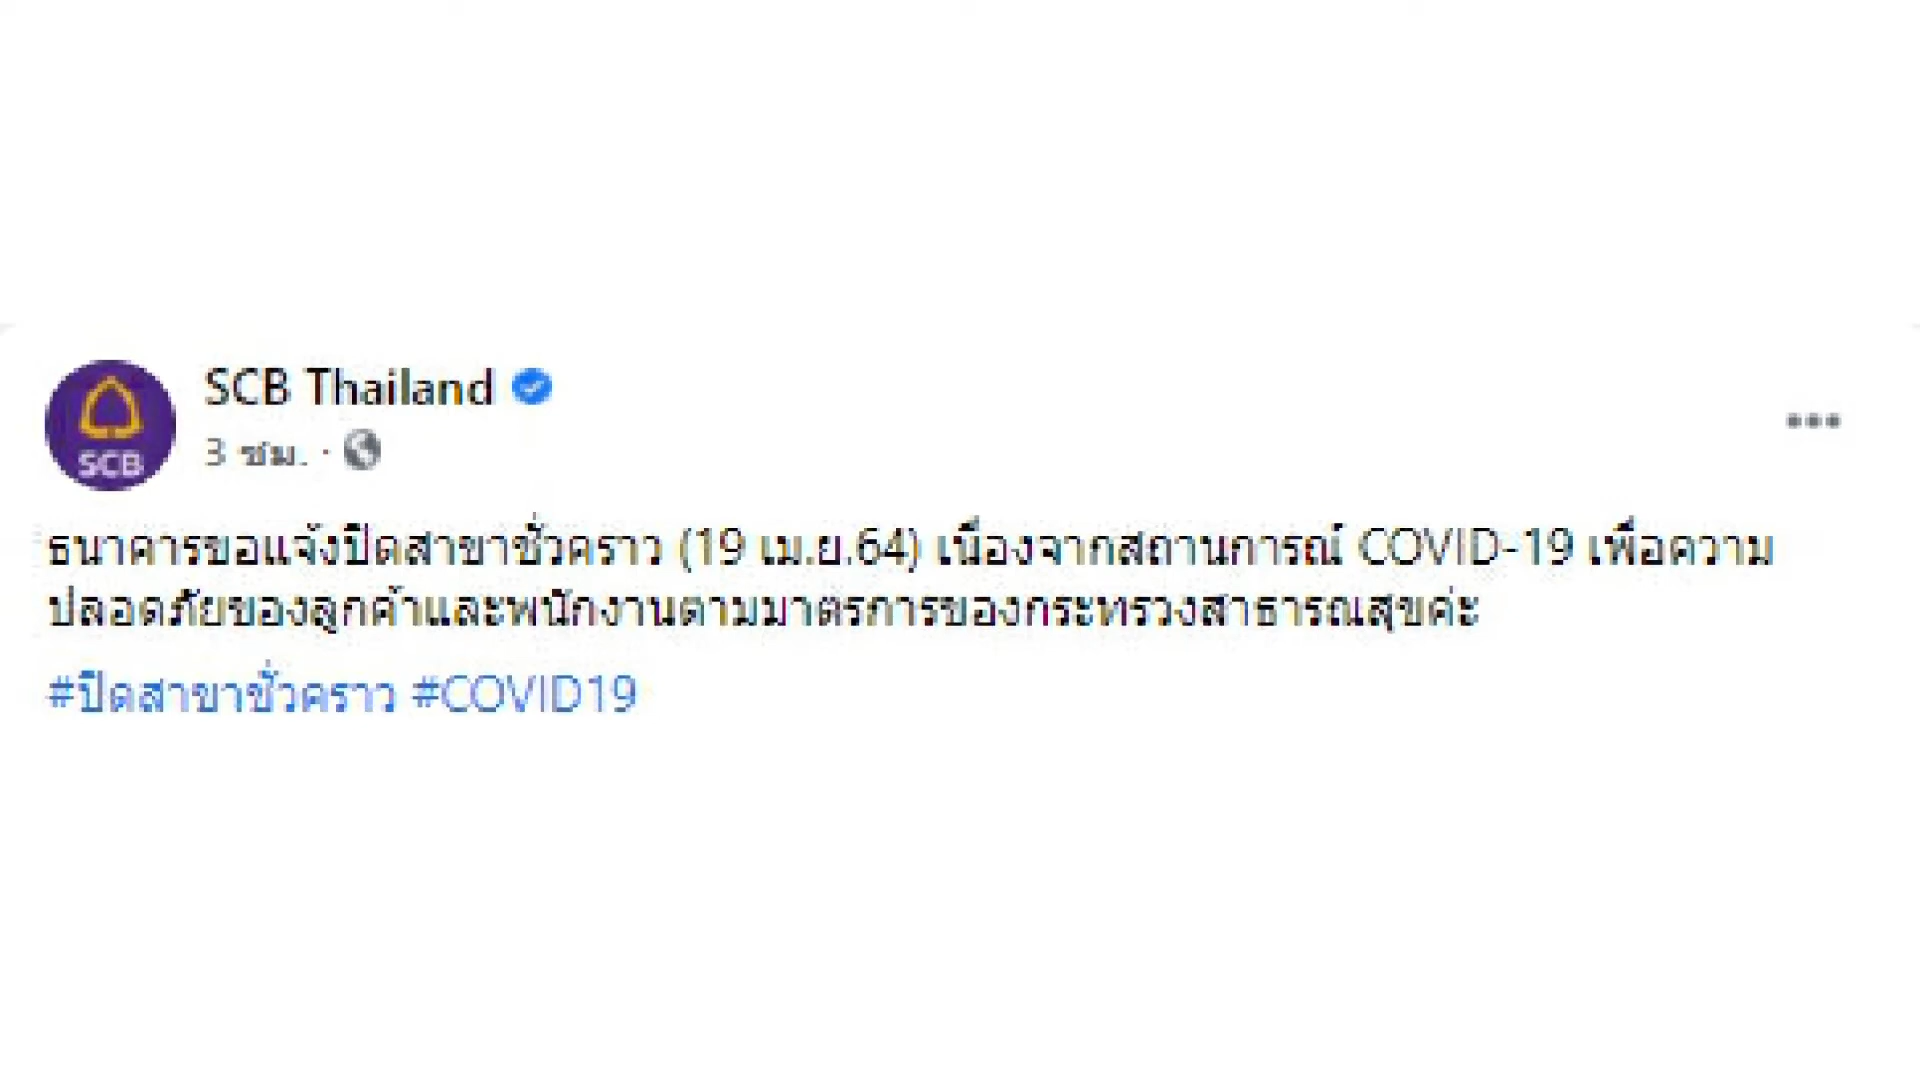 SCB Thailand
SCB
3 ชม. ·
ธนาคารขอแจ้งปิดสาขาชั่วคราว (19 เม.ย.64) เนื่องจากสถานการณ์ COVID-19 เพื่อความ
ปลอดภัยของลูกค้าและพนักงานตามมาตรการของกระทรวงสาธารณสุขค่ะ
#ปิดสาขาชั่วคราว #COVID19